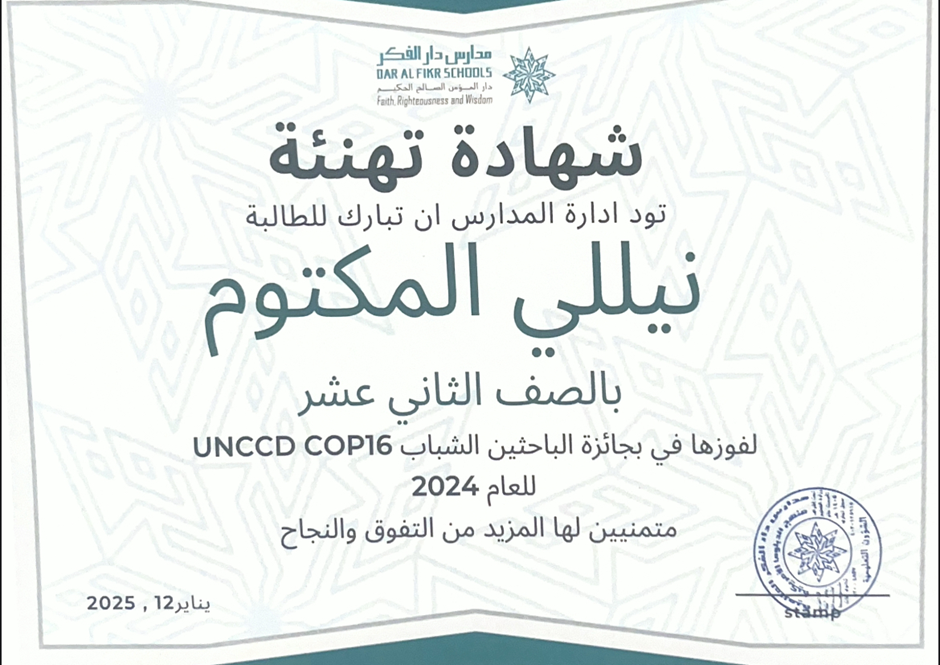 مدارس دار الفكر
DAR AL FIKR SCHOOLS
دار المؤمن الصالح الحكيم
Faith, Righteousness and Wisdom
شهادة تهنئة
تود ادارة المدارس ان تبارك للطالبة
نيللي المكتوم
بالصف الثاني عشر
لفوزها في بجائزة الباحثين الشباب UNCCD COP16
للعام 2024
متمنيين لها المزيد من التفوق والنجاح
يناير12 , 2025
الشؤون التعليمية
stamp